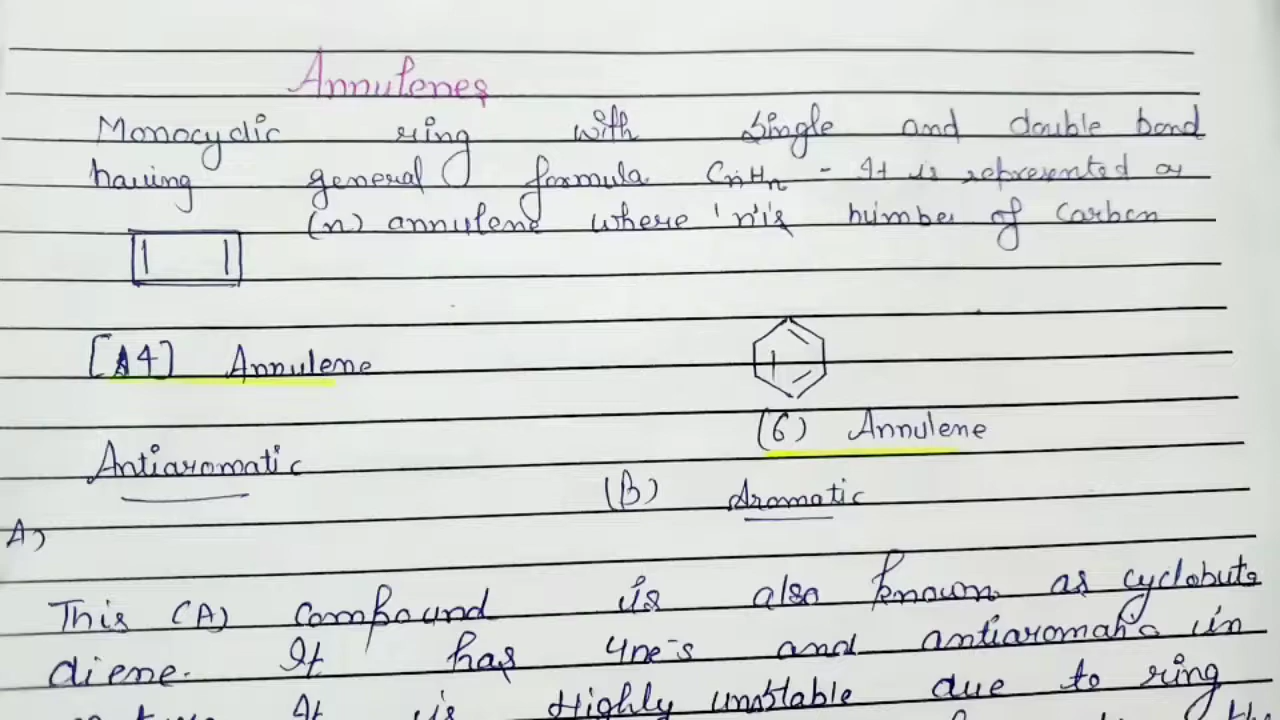 Annulenes
Monocyclic ring with single and double bond
having general formula CnHn - It is represented as
(n) annulene where 'n' is number of carbon
[4] Annulene
(6) Annulene
Antiaromatic
(B) Aromatic
A)
This (A) compound is also known as cyclobuta
diene. It has 4πe-s and antiaromatic in
It is Highly unstable due to ring